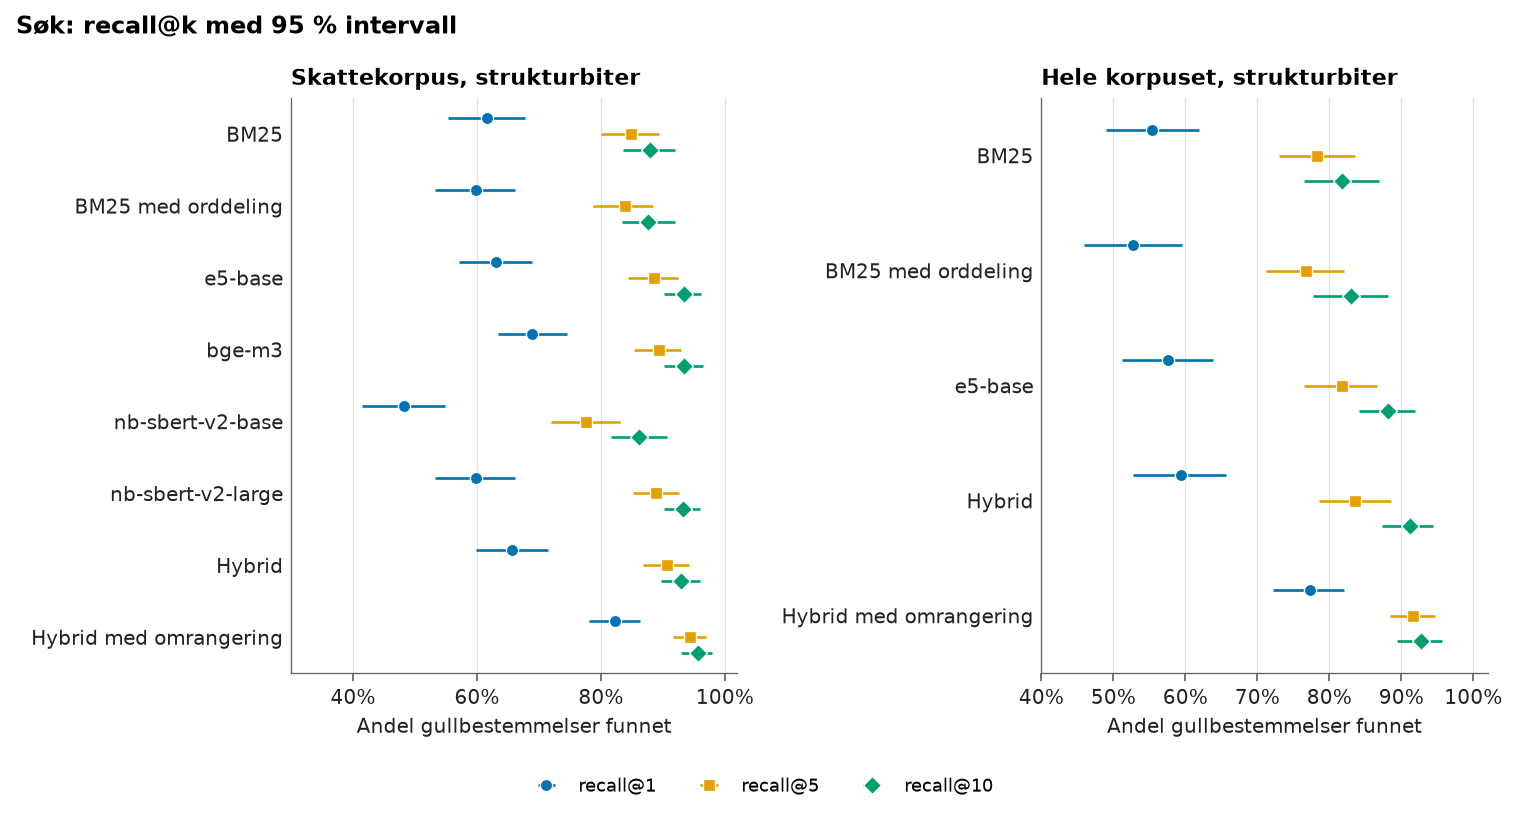 Søk: recall@k med 95 % intervall
Skattekorpus, strukturbiter
BM25
BM25 med orddeling
e5-base
bge-m3
nb-sbert-v2-base
nb-sbert-v2-large
Hybrid
Hybrid med omrangering
40% 60% 80% 100%
Andel gullbestemmelser funnet
Hele korpuset, strukturbiter
BM25
BM25 med orddeling
e5-base
Hybrid
Hybrid med omrangering
40% 50% 60% 70% 80% 90% 100%
Andel gullbestemmelser funnet
recall@1 recall@5 recall@10